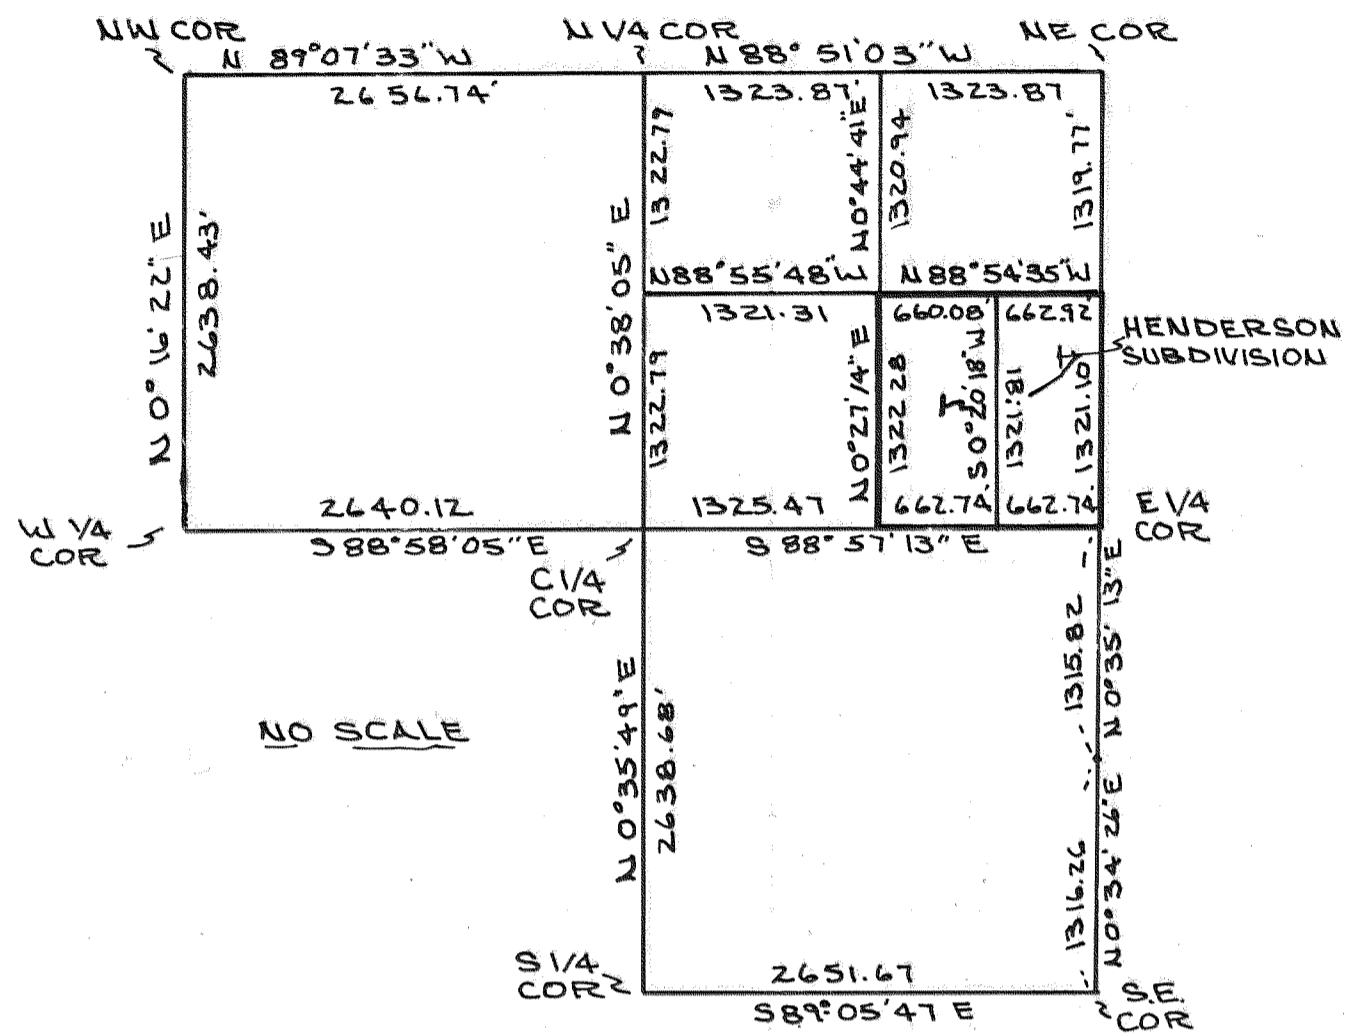 NW COR
N 1/4 COR
NE COR
N 89°07'33"W
N 88° 51'03"W
2656.74'
1323.87'
1323.87
1322.79
N0°44'41"E
1320.94
1319.77'
N 0°16'22" E
2638.43'
N 0°38'05" E
N88°55'48"W
N88°54'35"W
1321.31
660.08'
662.92
HENDERSON
SUBDIVISION
1322.79
N0°27'14"E
1322.28
S0°20'18"W
1321.81
1321.10
2640.12
1325.47
662.74
662.74
E 1/4
COR
W 1/4
COR
S88°58'05"E
S 88°57'13" E
C 1/4
COR
1315.82
N 0°35' 13"E
NO SCALE
N 0°35'49"E
2638.68'
1316.26
N0°34'26"E
S 1/4
COR
2651.67
S89°05'47 E
S.E.
COR